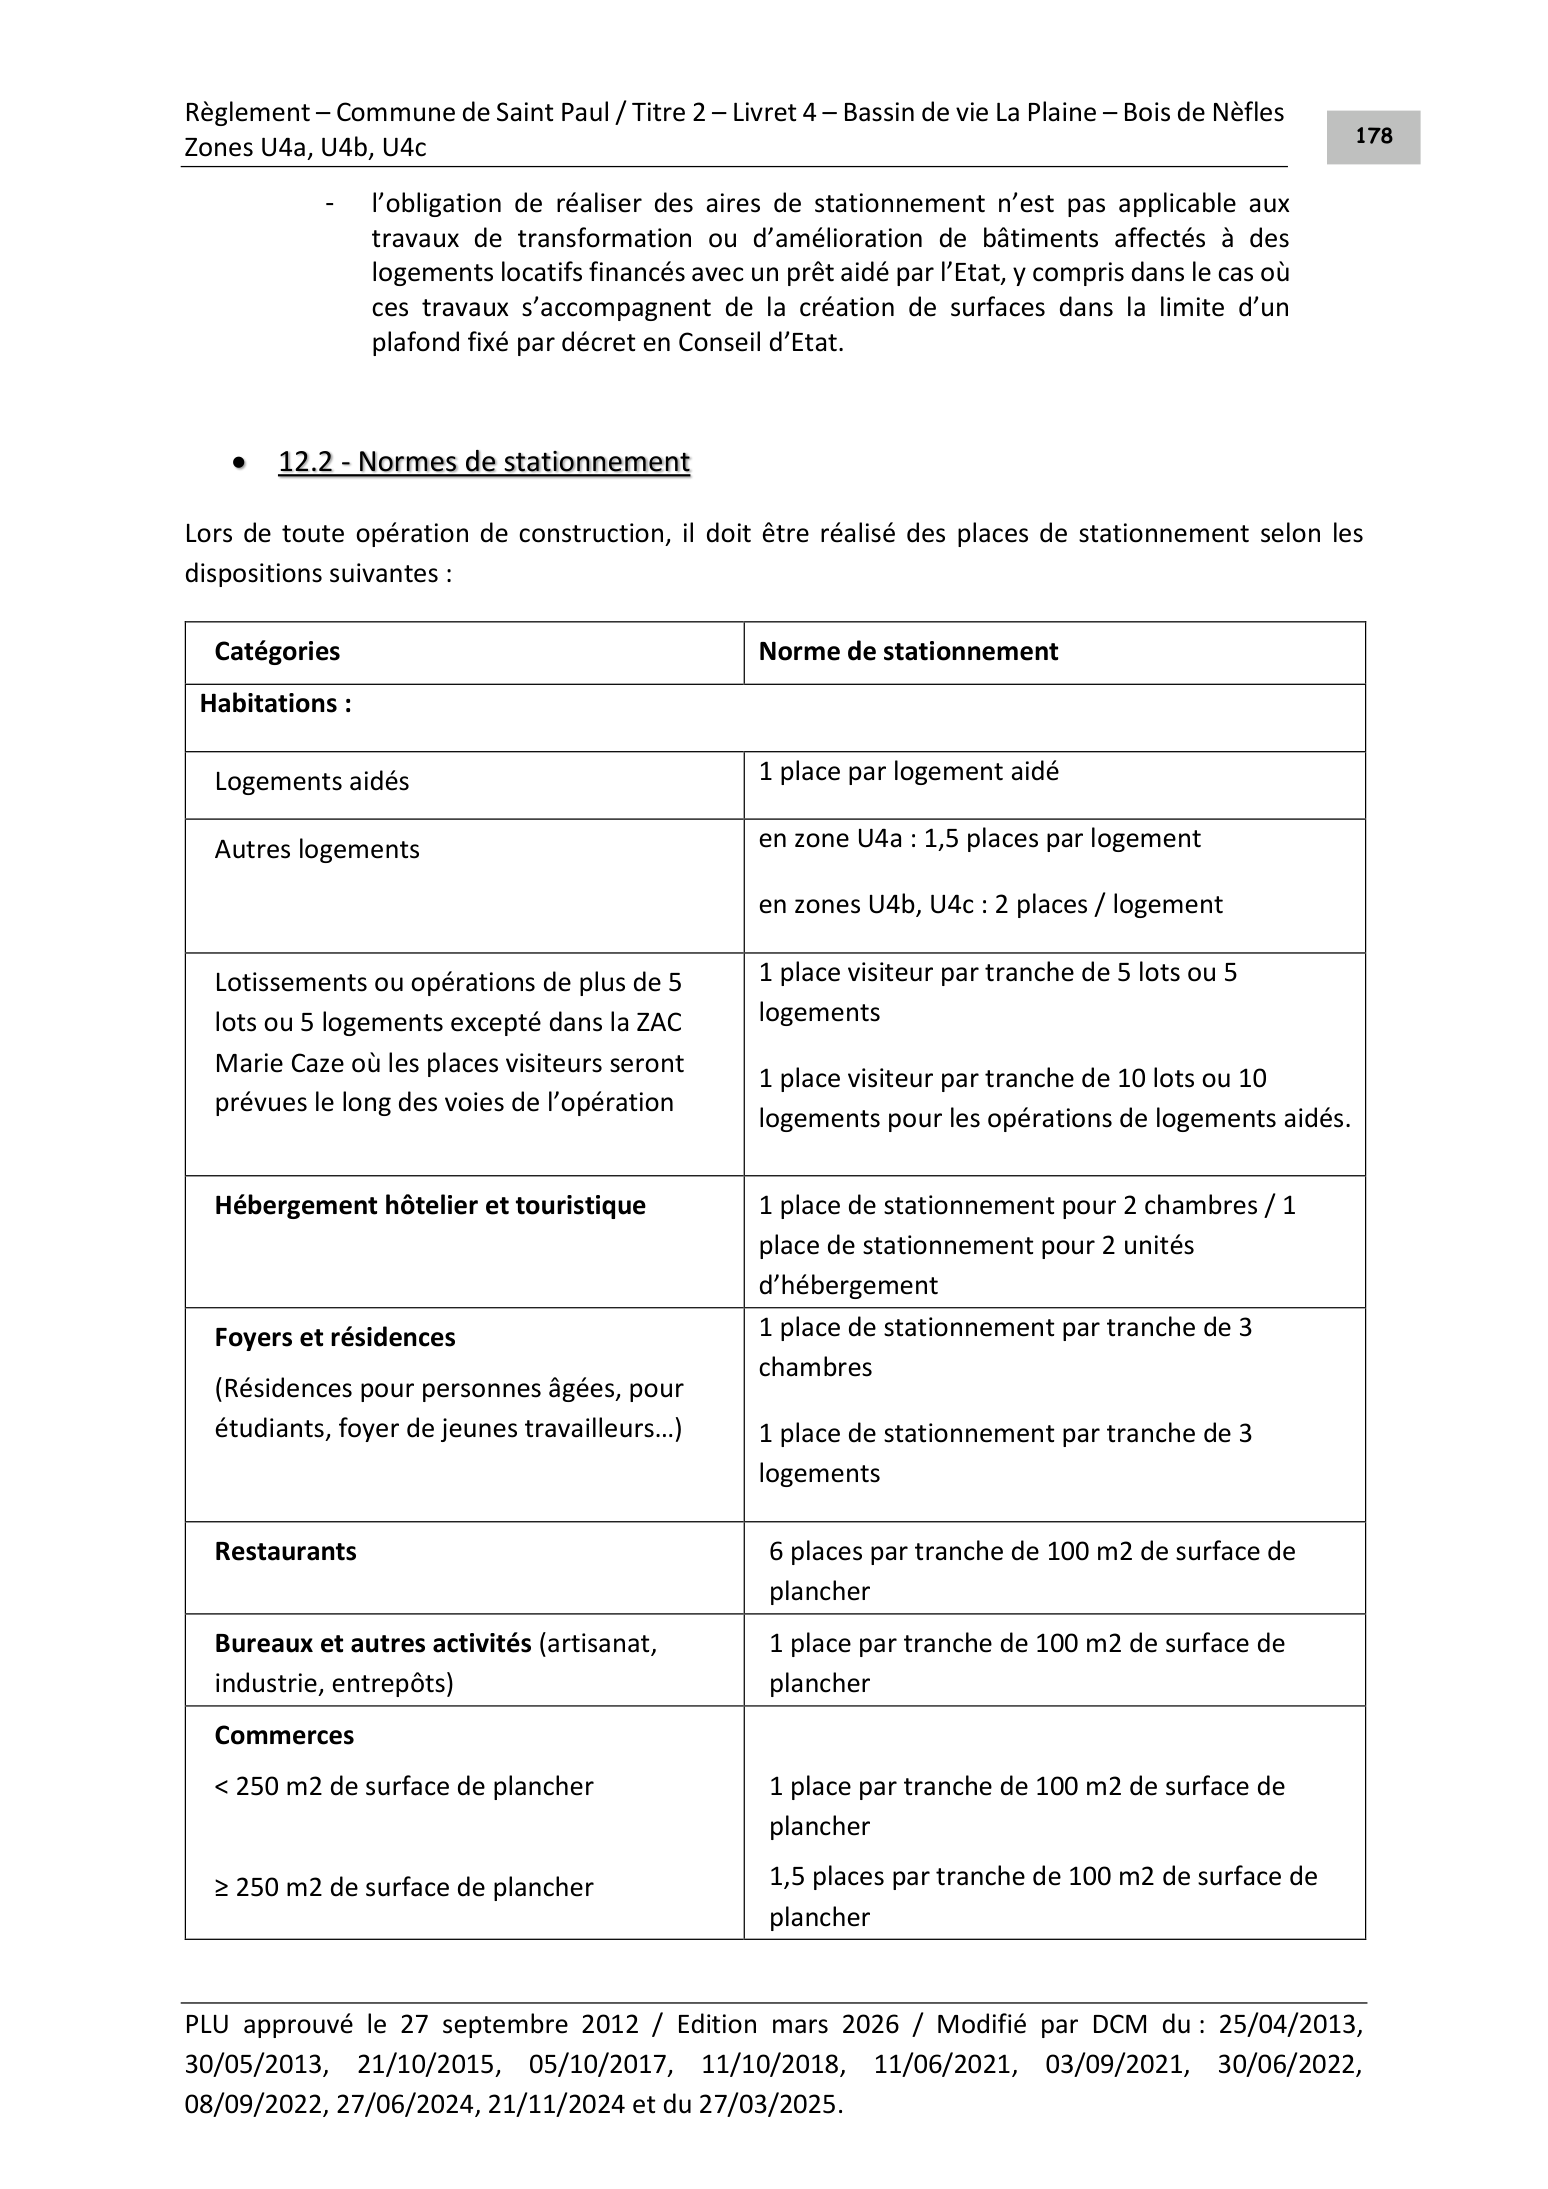 Règlement – Commune de Saint Paul / Titre 2 – Livret 4 – Bassin de vie La Plaine – Bois de Nèfles
Zones U4a, U4b, U4c
178
- l’obligation de réaliser des aires de stationnement n’est pas applicable aux
travaux de transformation ou d’amélioration de bâtiments affectés à des
logements locatifs financés avec un prêt aidé par l’Etat, y compris dans le cas où
ces travaux s’accompagnent de la création de surfaces dans la limite d’un
plafond fixé par décret en Conseil d’Etat.
• 12.2 - Normes de stationnement
Lors de toute opération de construction, il doit être réalisé des places de stationnement selon les
dispositions suivantes :
Catégories
Norme de stationnement
Habitations :
Logements aidés
1 place par logement aidé
Autres logements
en zone U4a : 1,5 places par logement
en zones U4b, U4c : 2 places / logement
Lotissements ou opérations de plus de 5
lots ou 5 logements excepté dans la ZAC
Marie Caze où les places visiteurs seront
prévues le long des voies de l’opération
1 place visiteur par tranche de 5 lots ou 5
logements
1 place visiteur par tranche de 10 lots ou 10
logements pour les opérations de logements aidés.
Hébergement hôtelier et touristique
1 place de stationnement pour 2 chambres / 1
place de stationnement pour 2 unités
d’hébergement
Foyers et résidences
(Résidences pour personnes âgées, pour
étudiants, foyer de jeunes travailleurs…)
1 place de stationnement par tranche de 3
chambres
1 place de stationnement par tranche de 3
logements
Restaurants
6 places par tranche de 100 m2 de surface de
plancher
Bureaux et autres activités (artisanat,
industrie, entrepôts)
1 place par tranche de 100 m2 de surface de
plancher
Commerces
< 250 m2 de surface de plancher
1 place par tranche de 100 m2 de surface de
plancher
≥ 250 m2 de surface de plancher
1,5 places par tranche de 100 m2 de surface de
plancher
PLU approuvé le 27 septembre 2012 / Edition mars 2026 / Modifié par DCM du : 25/04/2013,
30/05/2013, 21/10/2015, 05/10/2017, 11/10/2018, 11/06/2021, 03/09/2021, 30/06/2022,
08/09/2022, 27/06/2024, 21/11/2024 et du 27/03/2025.